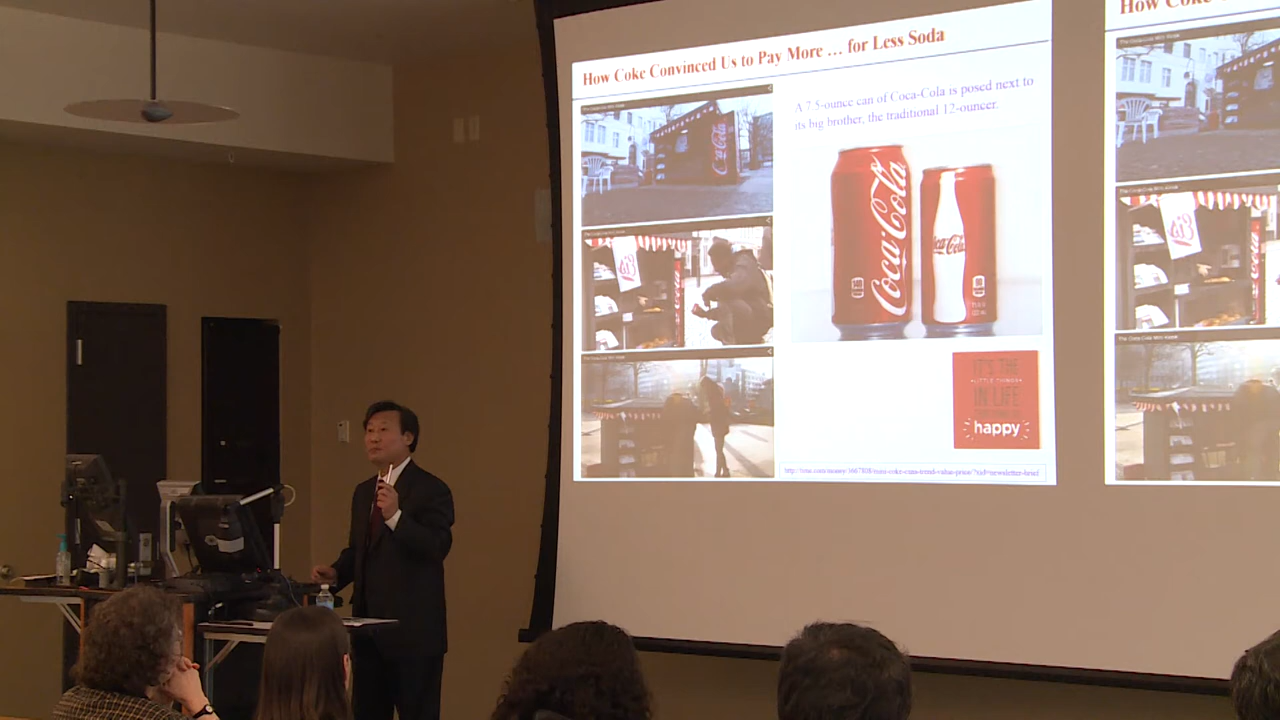 How Coke Convinced Us to Pay More … for Less Soda
A 7.5-ounce can of Coca-Cola is posed next to
its big brother, the traditional 12-ouncer.
Coca-Cola
Coca-Cola
Coca-Cola
IT'S THE
LITTLE THINGS
IN LIFE
happy
How Coke